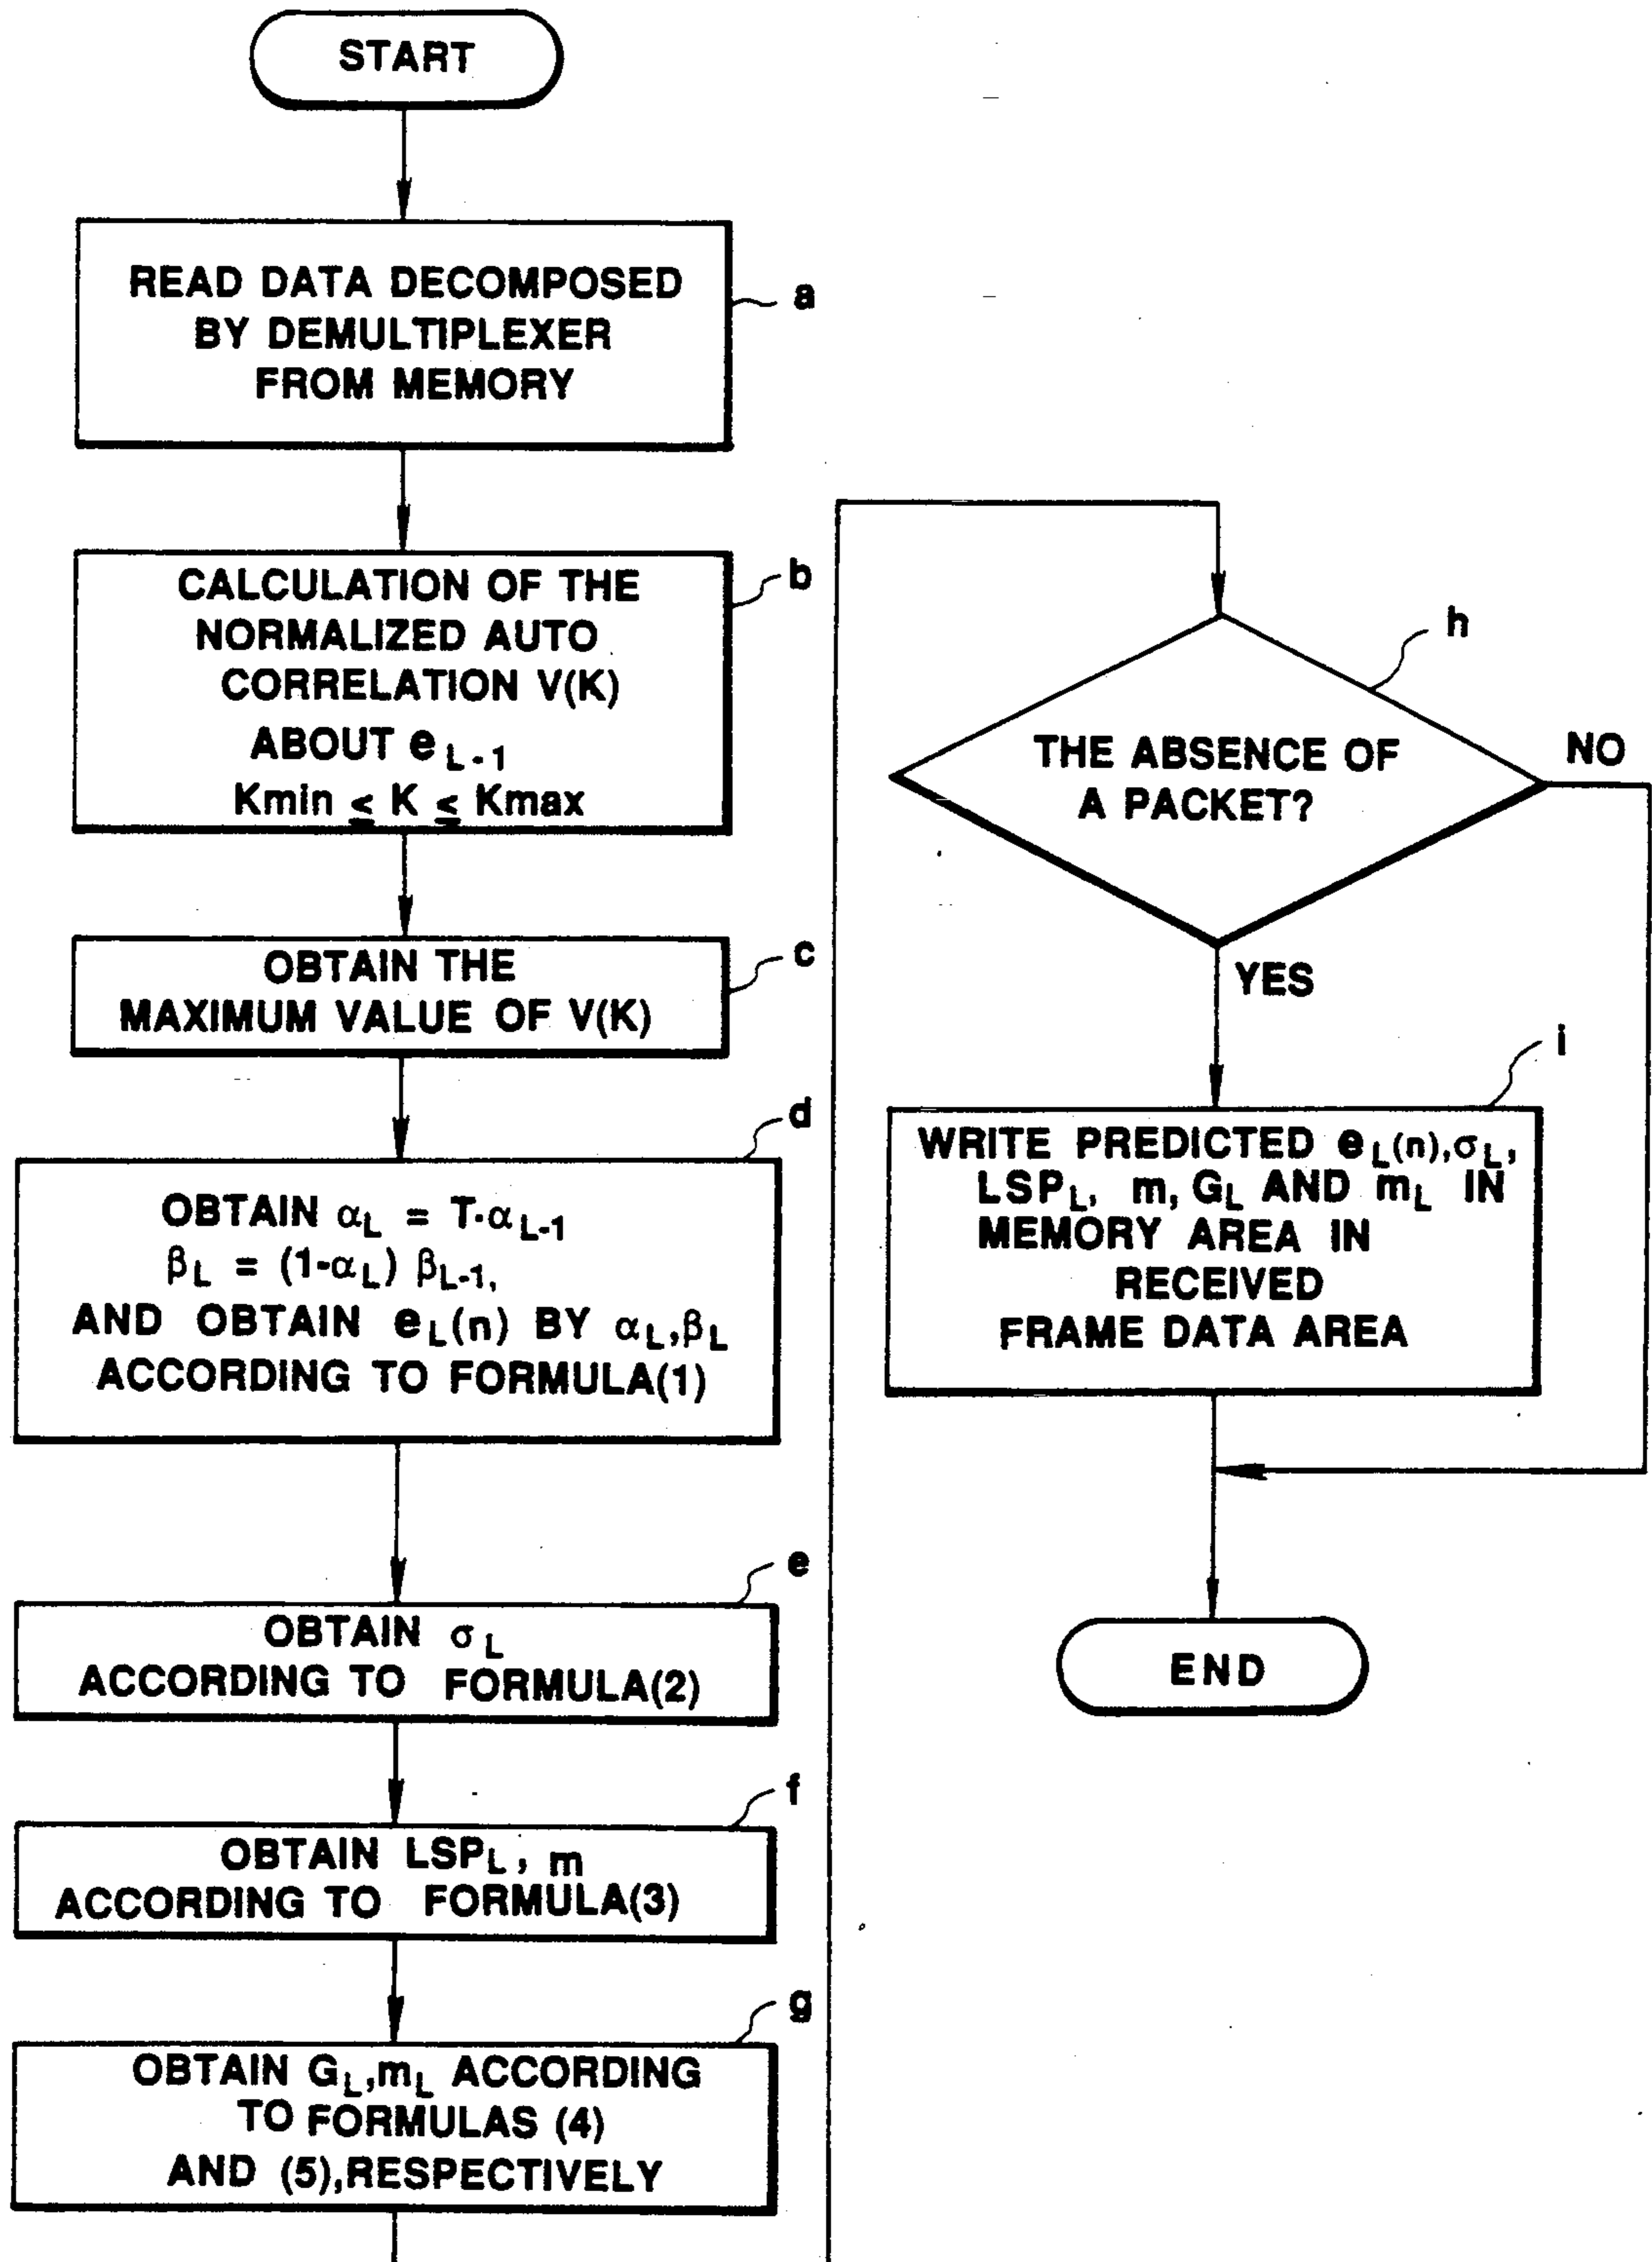 START
READ DATA DECOMPOSED
BY DEMULTIPLEXER
FROM MEMORY
a
CALCULATION OF THE
NORMALIZED AUTO
CORRELATION V(K)
ABOUT e L-1
Kmin ≤ K ≤ Kmax
b
OBTAIN THE
MAXIMUM VALUE OF V(K)
c
OBTAIN αL = T·αL-1
βL = (1-αL) βL-1,
AND OBTAIN eL(n) BY αL,βL
ACCORDING TO FORMULA(1)
d
OBTAIN σL
ACCORDING TO FORMULA(2)
e
OBTAIN LSPL, m
ACCORDING TO FORMULA(3)
f
OBTAIN GL,mL ACCORDING
TO FORMULAS (4)
AND (5),RESPECTIVELY
g
THE ABSENCE OF
A PACKET?
h
NO
YES
WRITE PREDICTED eL(n),σL,
LSPL, m, GL AND mL IN
MEMORY AREA IN
RECEIVED
FRAME DATA AREA
i
END